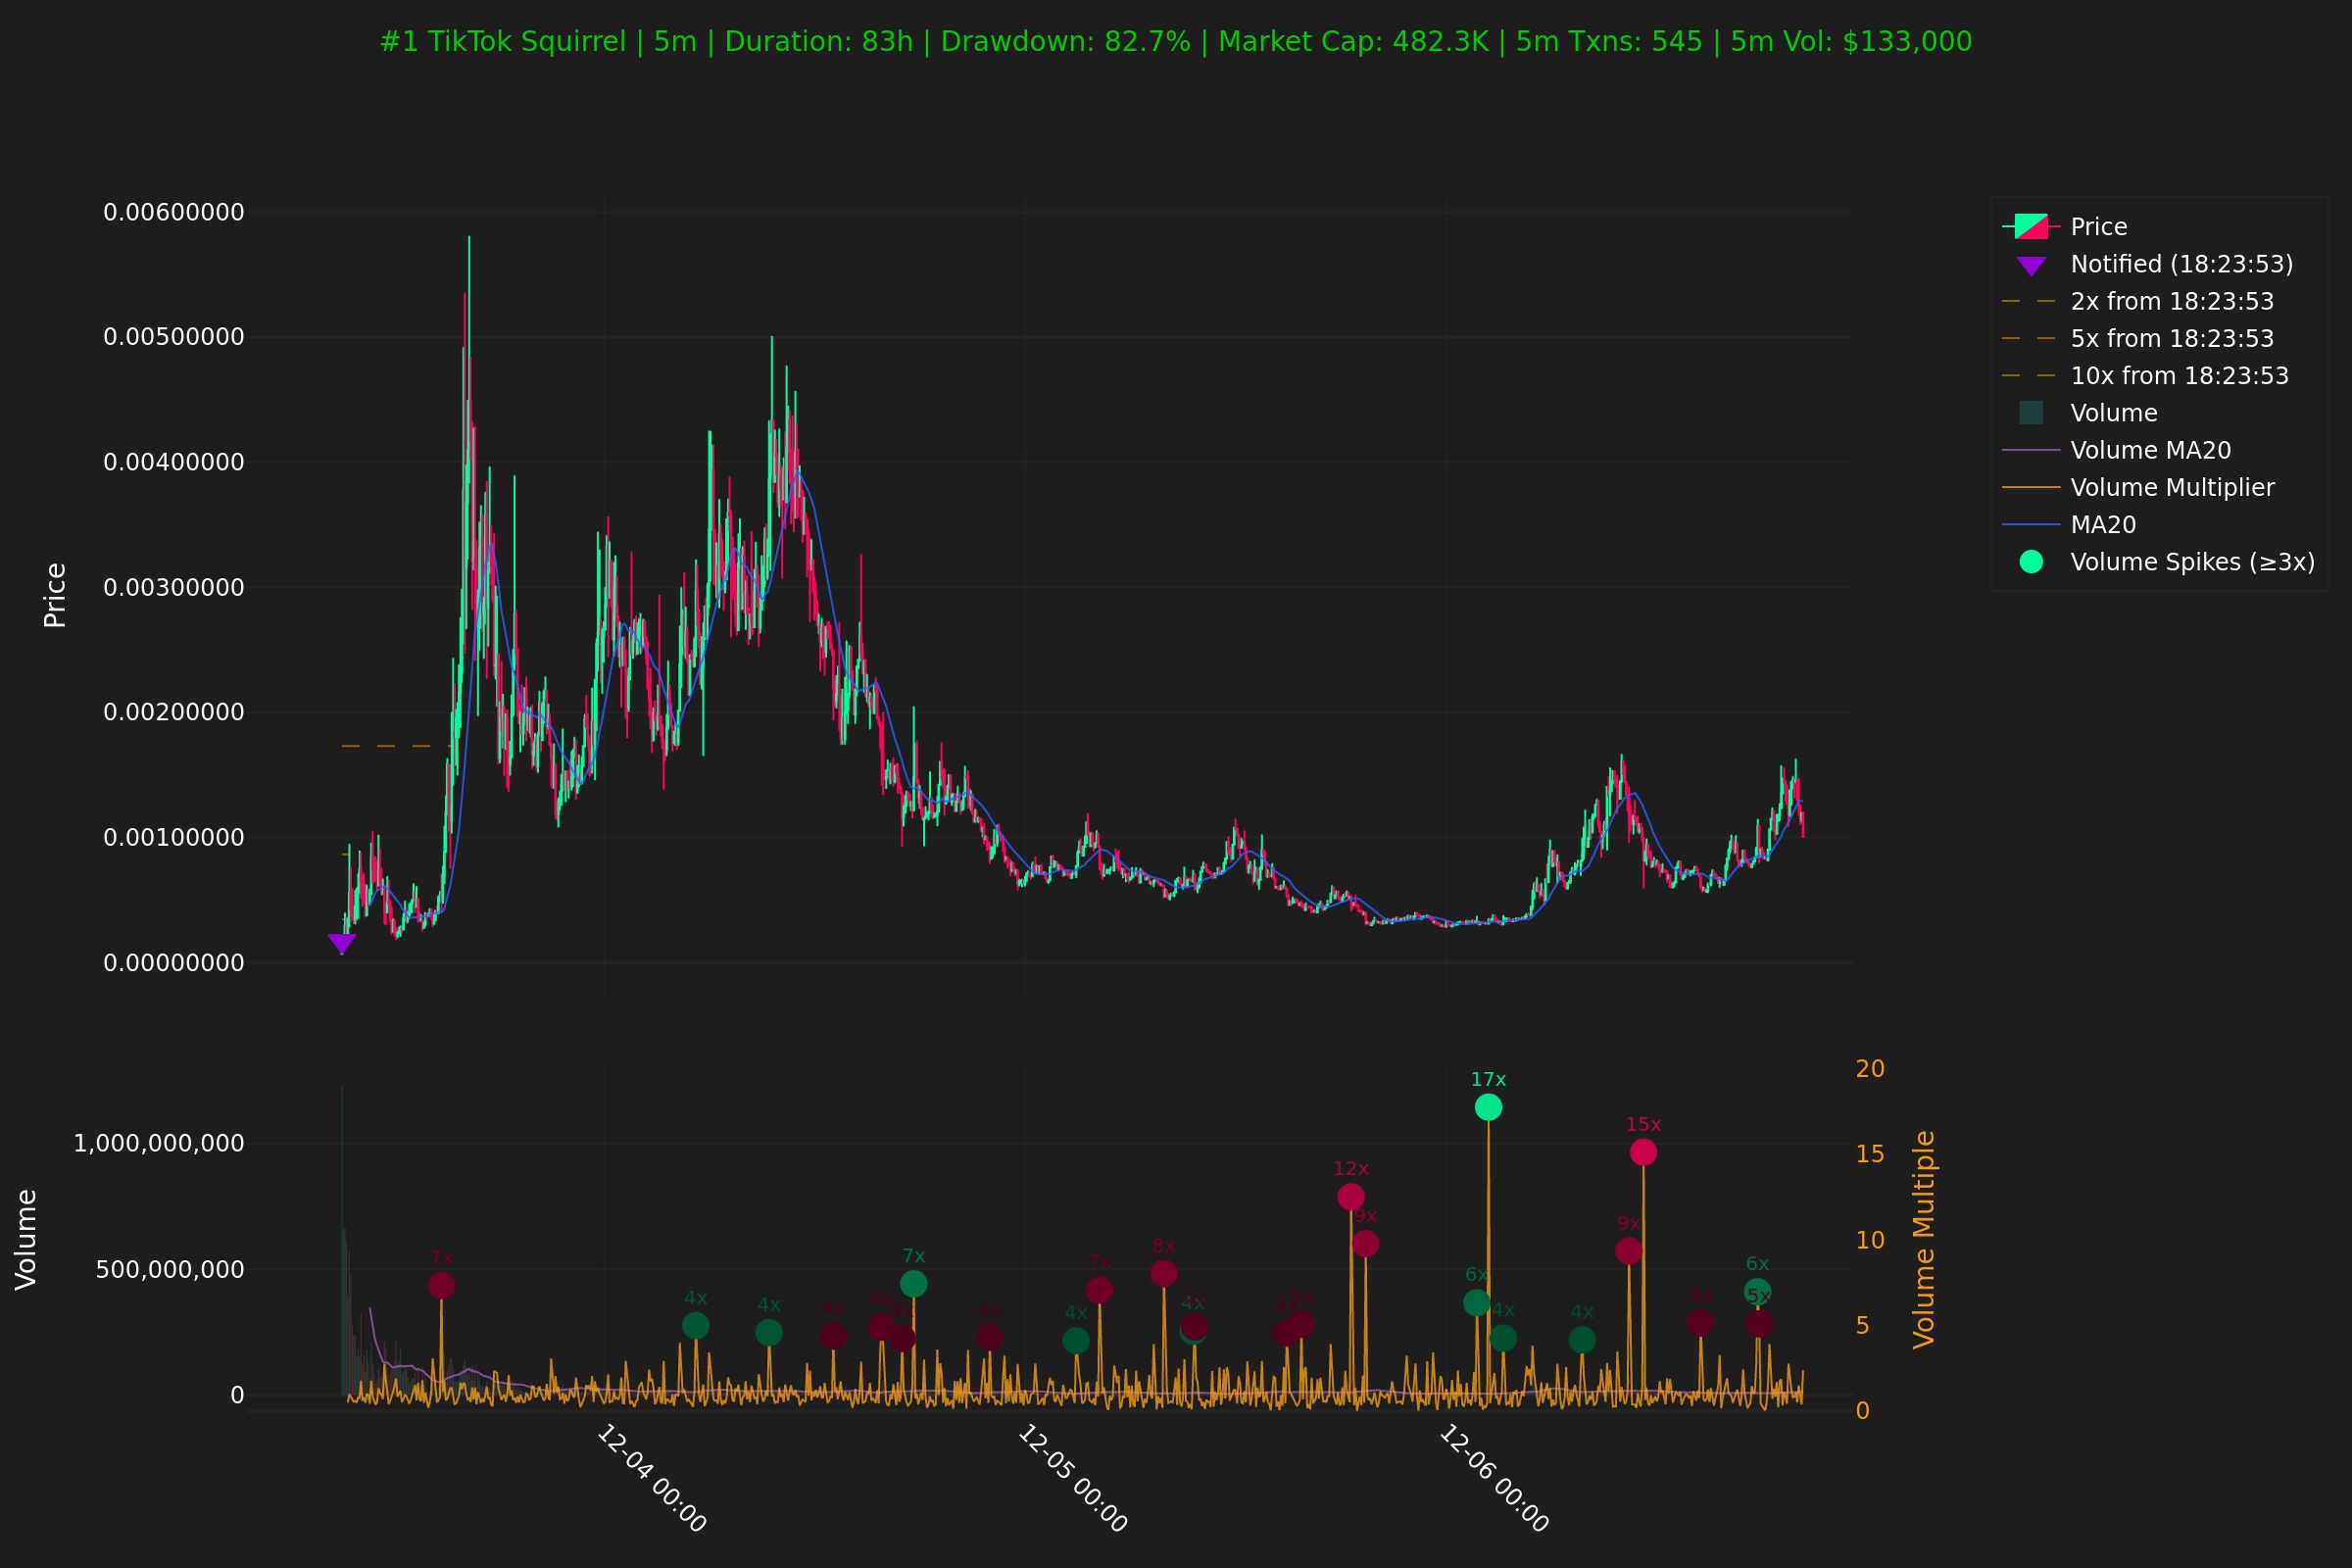 #1 TikTok Squirrel | 5m | Duration: 83h | Drawdown: 82.7% | Market Cap: 482.3K | 5m Txns: 545 | 5m Vol: $133,000
Price
0.00600000
0.00500000
0.00400000
0.00300000
0.00200000
0.00100000
0.00000000
Price
Notified (18:23:53)
2x from 18:23:53
5x from 18:23:53
10x from 18:23:53
Volume
Volume MA20
Volume Multiplier
MA20
Volume Spikes (≥3x)
Volume
1,000,000,000
500,000,000
0
7x
4x
4x
4x
4x
4x
7x
4x
4x
7x
8x
4x
4x
5x
12x
9x
6x
17x
4x
4x
9x
15x
5x
6x
5x
20
15
10
5
0
Volume Multiple
12-04 00:00
12-05 00:00
12-06 00:00